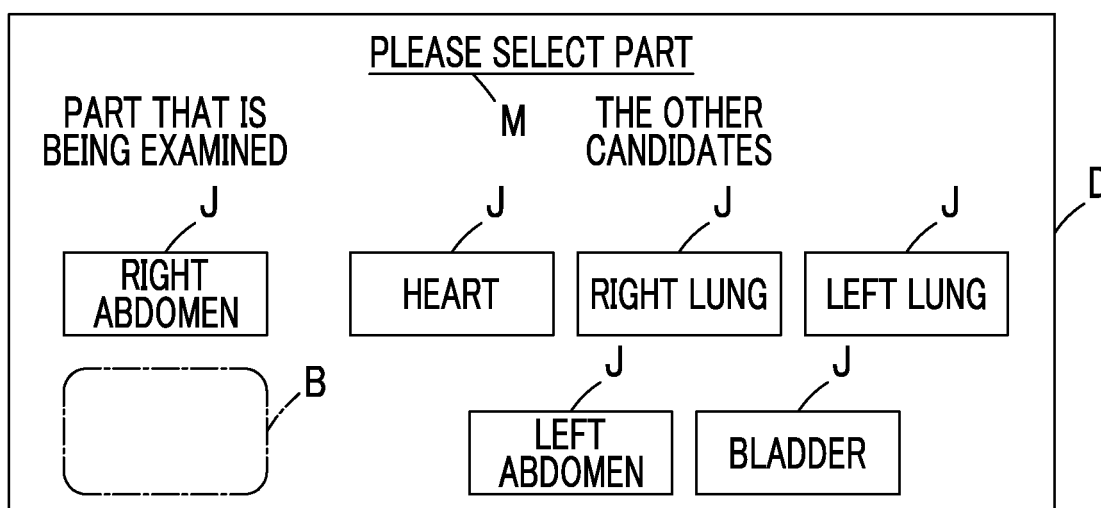 PLEASE SELECT PART
M
PART THAT IS
BEING EXAMINED
THE OTHER
CANDIDATES
D
J
J
J
J
RIGHT
ABDOMEN
HEART
RIGHT LUNG
LEFT LUNG
B
J
J
LEFT
ABDOMEN
BLADDER